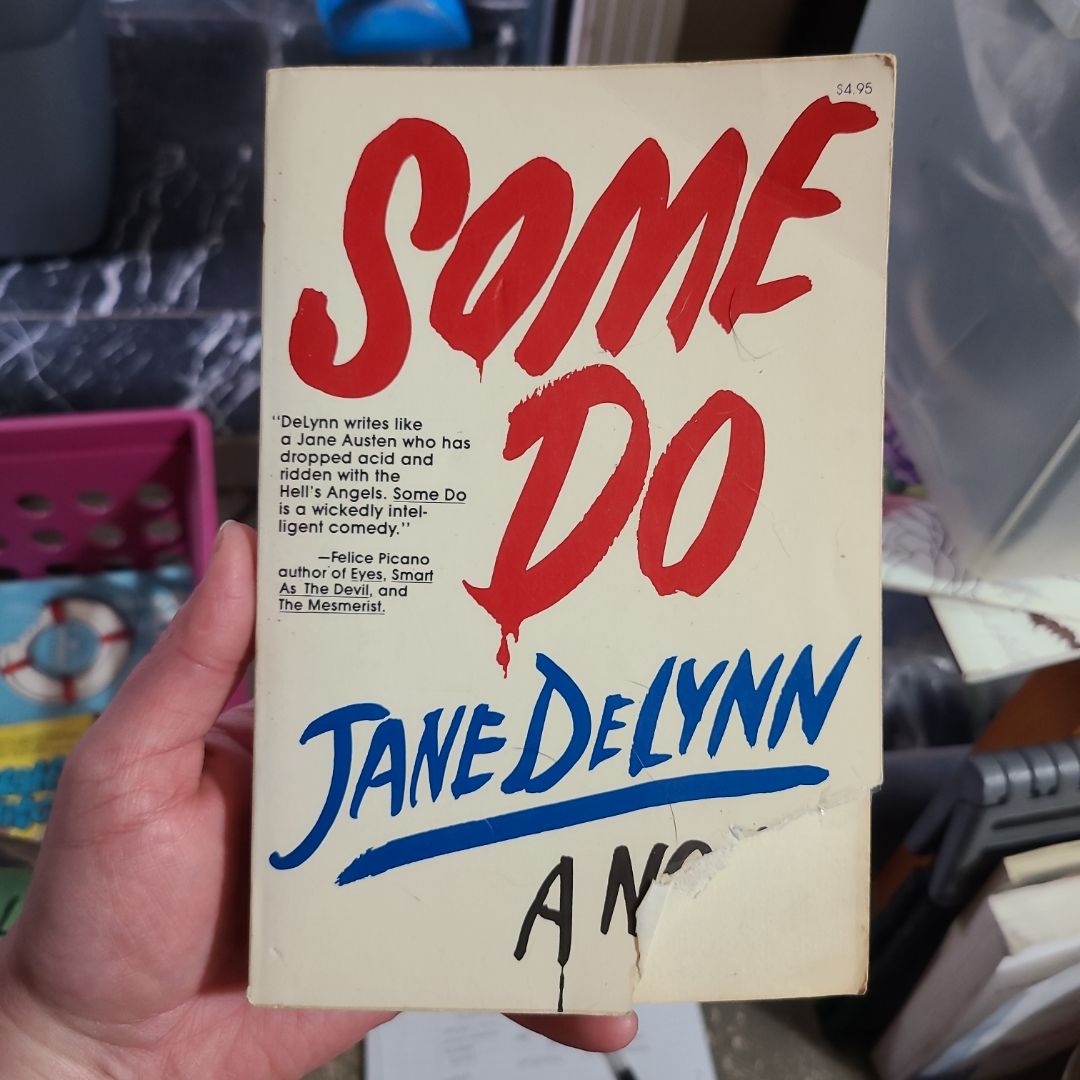 $4.95
SOME
DO
"DeLynn writes like
a Jane Austen who has
dropped acid and
ridden with the
Hell's Angels. Some Do
is a wickedly intel-
ligent comedy."
—Felice Picano
author of Eyes, Smart
As The Devil, and
The Mesmerist.
JANE DELYNN
A